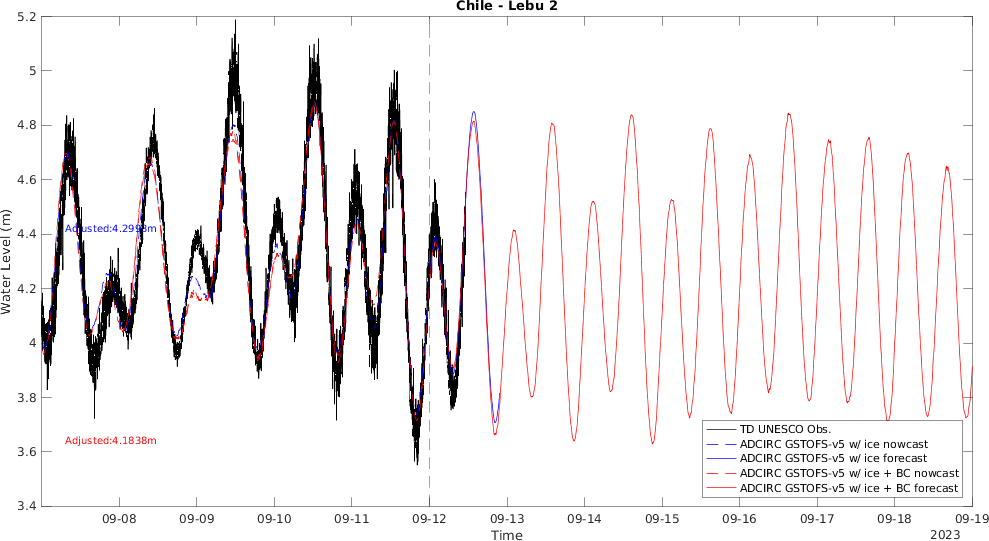 Chile - Lebu 2
5.2
5
4.8
4.6
4.4
4.2
4
3.8
3.6
3.4
Water Level (m)
Adjusted:4.2993m
Adjusted:4.1838m
TD UNESCO Obs.
ADCIRC GSTOFS-v5 w/ ice nowcast
ADCIRC GSTOFS-v5 w/ ice forecast
ADCIRC GSTOFS-v5 w/ ice + BC nowcast
ADCIRC GSTOFS-v5 w/ ice + BC forecast
09-08 09-09 09-10 09-11 09-12 09-13 09-14 09-15 09-16 09-17 09-18 09-19
Time
2023